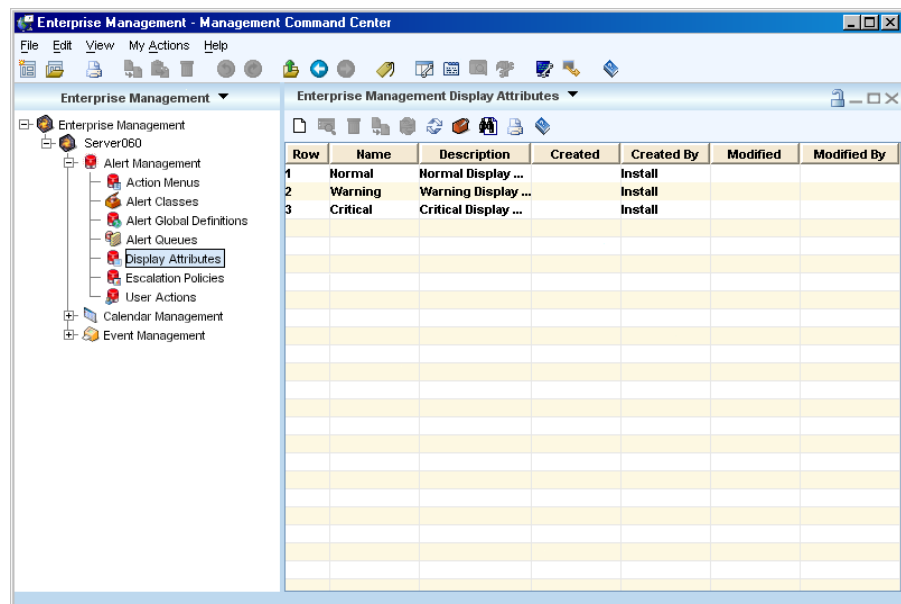 Enterprise Management - Management Command Center
File Edit View My Actions Help
Enterprise Management
Enterprise Management Display Attributes
Enterprise Management
Server060
Alert Management
Action Menus
Alert Classes
Alert Global Definitions
Alert Queues
Display Attributes
Escalation Policies
User Actions
Calendar Management
Event Management
Row Name Description Created Created By Modified Modified By
1 Normal Normal Display ... Install
2 Warning Warning Display ... Install
3 Critical Critical Display ... Install